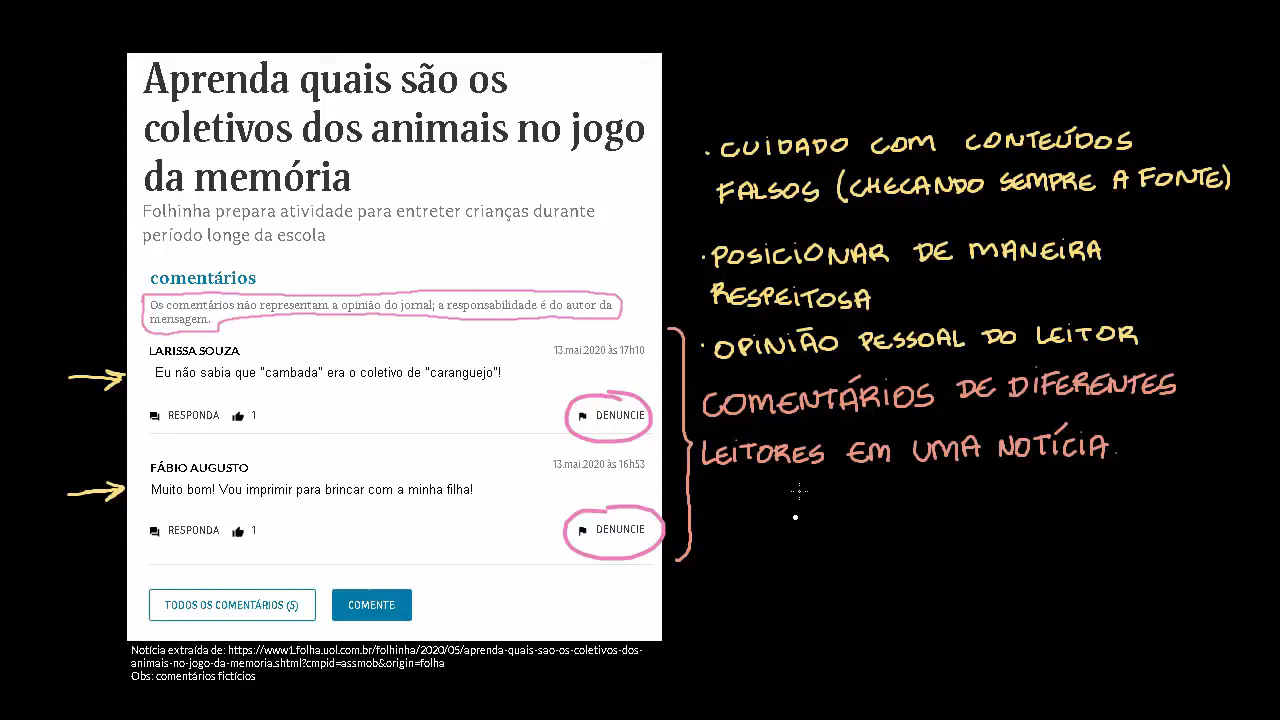 Aprenda quais são os
coletivos dos animais no jogo
da memória
Folhinha prepara atividade para entreter crianças durante
período longe da escola
comentários
Os comentários não representam a opinião do jornal; a responsabilidade é do autor da
mensagem.
LARISSA SOUZA 13.mai.2020 às 17h10
Eu não sabia que "cambada" era o coletivo de "caranguejo"!
RESPONDA 1 DENUNCIE
FÁBIO AUGUSTO 13.mai.2020 às 16h53
Muito bom! Vou imprimir para brincar com a minha filha!
RESPONDA 1 DENUNCIE
TODOS OS COMENTÁRIOS (5) COMENTE
Notícia extraída de: https://www1.folha.uol.com.br/folhinha/2020/05/aprenda-quais-sao-os-coletivos-dos-
animais-no-jogo-da-memoria.shtml?cmpid=assmob&origin=folha
Obs: comentários fictícios
· CUIDADO COM CONTEÚDOS
FALSOS (CHECANDO SEMPRE A FONTE)
· POSICIONAR DE MANEIRA
RESPEITOSA
· OPINIÃO PESSOAL DO LEITOR
COMENTÁRIOS DE DIFERENTES
LEITORES EM UMA NOTÍCIA.